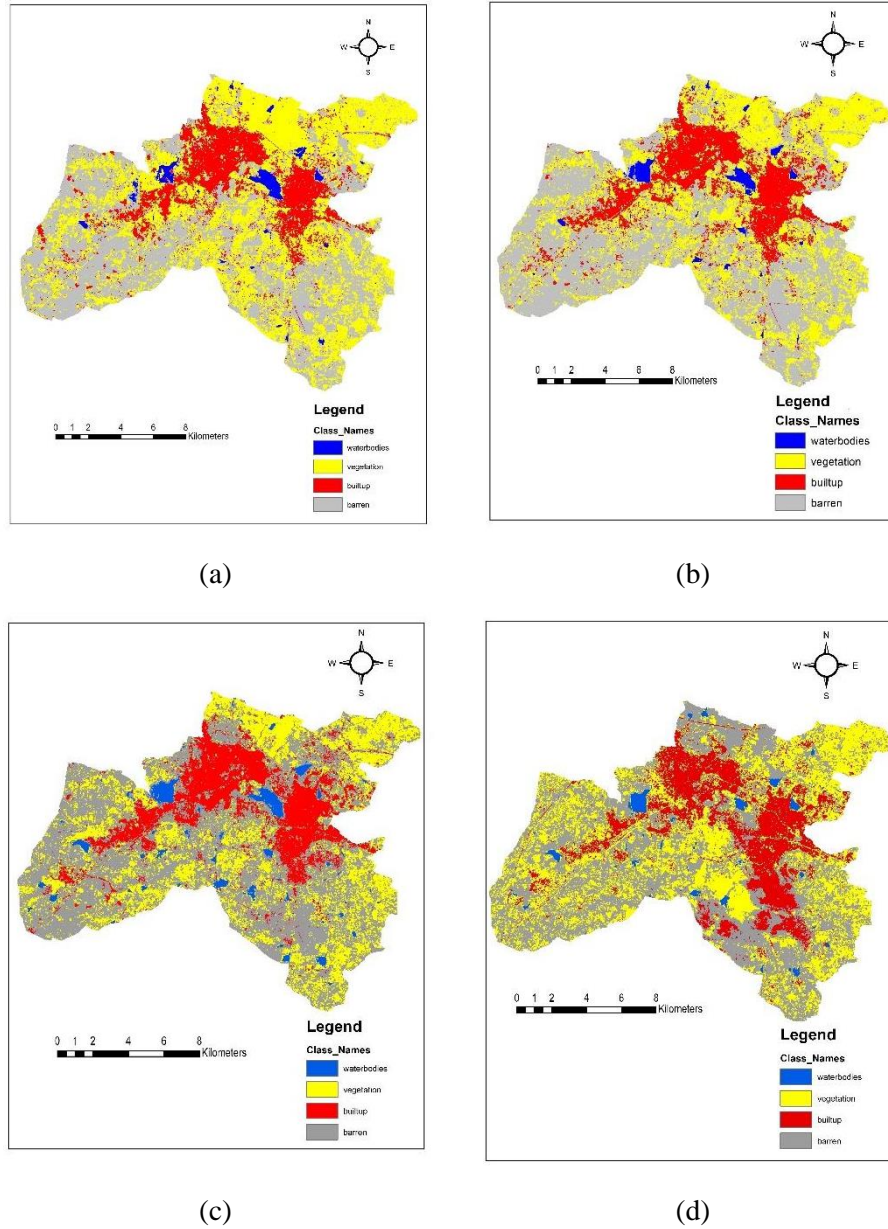 N
W E
S
0 1 2 4 6 8
Kilometers
Legend
Class_Names
waterbodies
vegetation
builtup
barren
(a)
N
W E
S
0 1 2 4 6 8
Kilometers
Legend
Class_Names
waterbodies
vegetation
builtup
barren
(b)
N
W E
S
0 1 2 4 6 8
Kilometers
Legend
Class_Names
waterbodies
vegetation
builtup
barren
(c)
N
W E
S
0 1 2 4 6 8
Kilometers
Legend
Class_Names
waterbodies
vegetation
builtup
barren
(d)